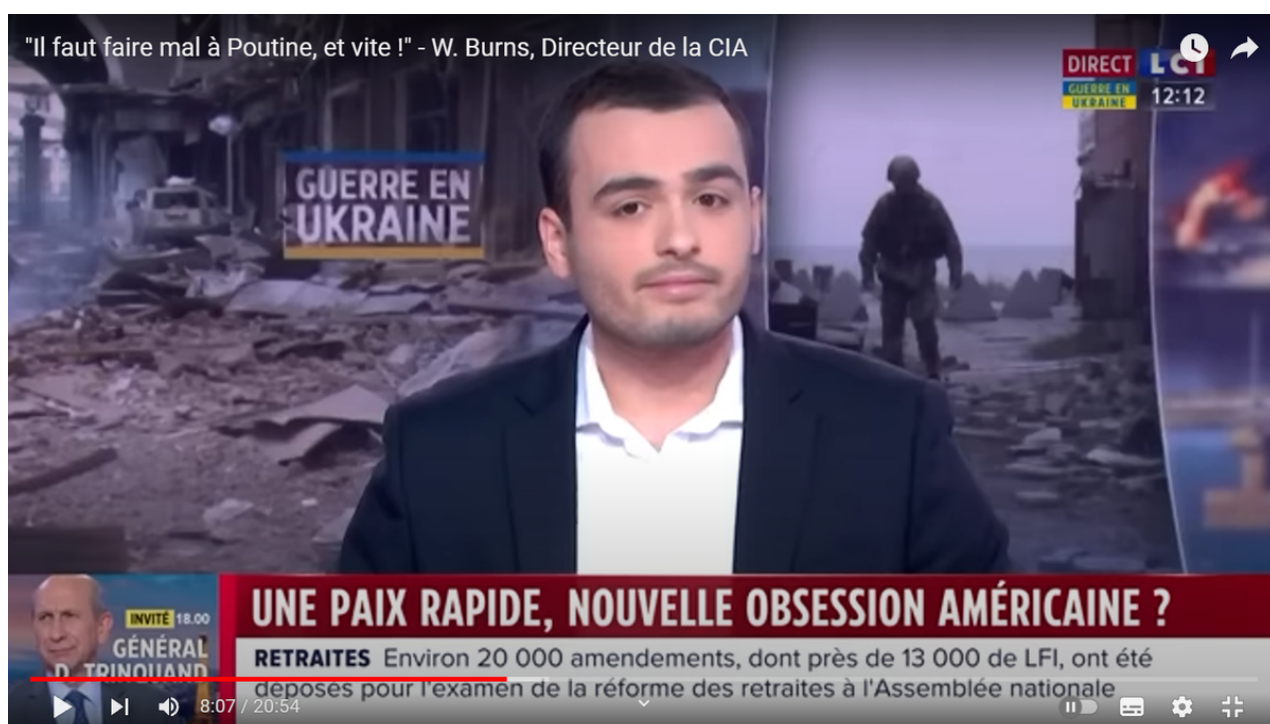 "Il faut faire mal à Poutine, et vite !" - W. Burns, Directeur de la CIA
DIRECT LCI
GUERRE EN
UKRAINE
12:12
GUERRE EN
UKRAINE
UNE PAIX RAPIDE, NOUVELLE OBSESSION AMÉRICAINE ?
INVITÉ 18.00
GÉNÉRAL
D. TRINQUAND
RETRAITES Environ 20 000 amendements, dont près de 13 000 de LFI, ont été
déposés pour l'examen de la réforme des retraites à l'Assemblée nationale
8:07 / 20:54